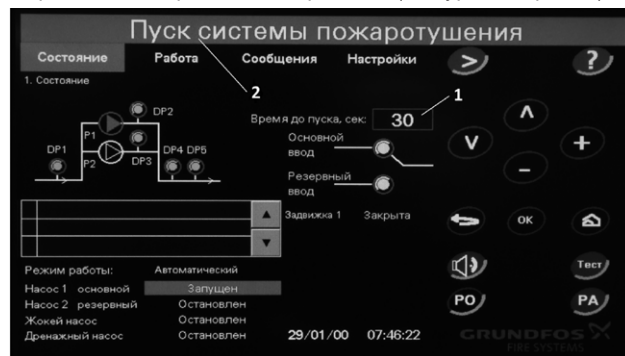 Пуск системы пожаротушения
Состояние Работа Сообщения Настройки > ?
1. Состояние
2
1
DP2
Время до пуска, сек: 30
P1
Основной
ввод
DP1 P2 DP3 DP4 DP5
Резервный
ввод
Задвижка 1 Закрыта
OK
Режим работы: Автоматический
Тест
Насос 1 основной Запущен
Насос 2 резервный Остановлен
РО РА
Жокей насос Остановлен
Дренажный насос Остановлен
29/01/00 07:46:22
GRUNDFOS
FIRE SYSTEMS